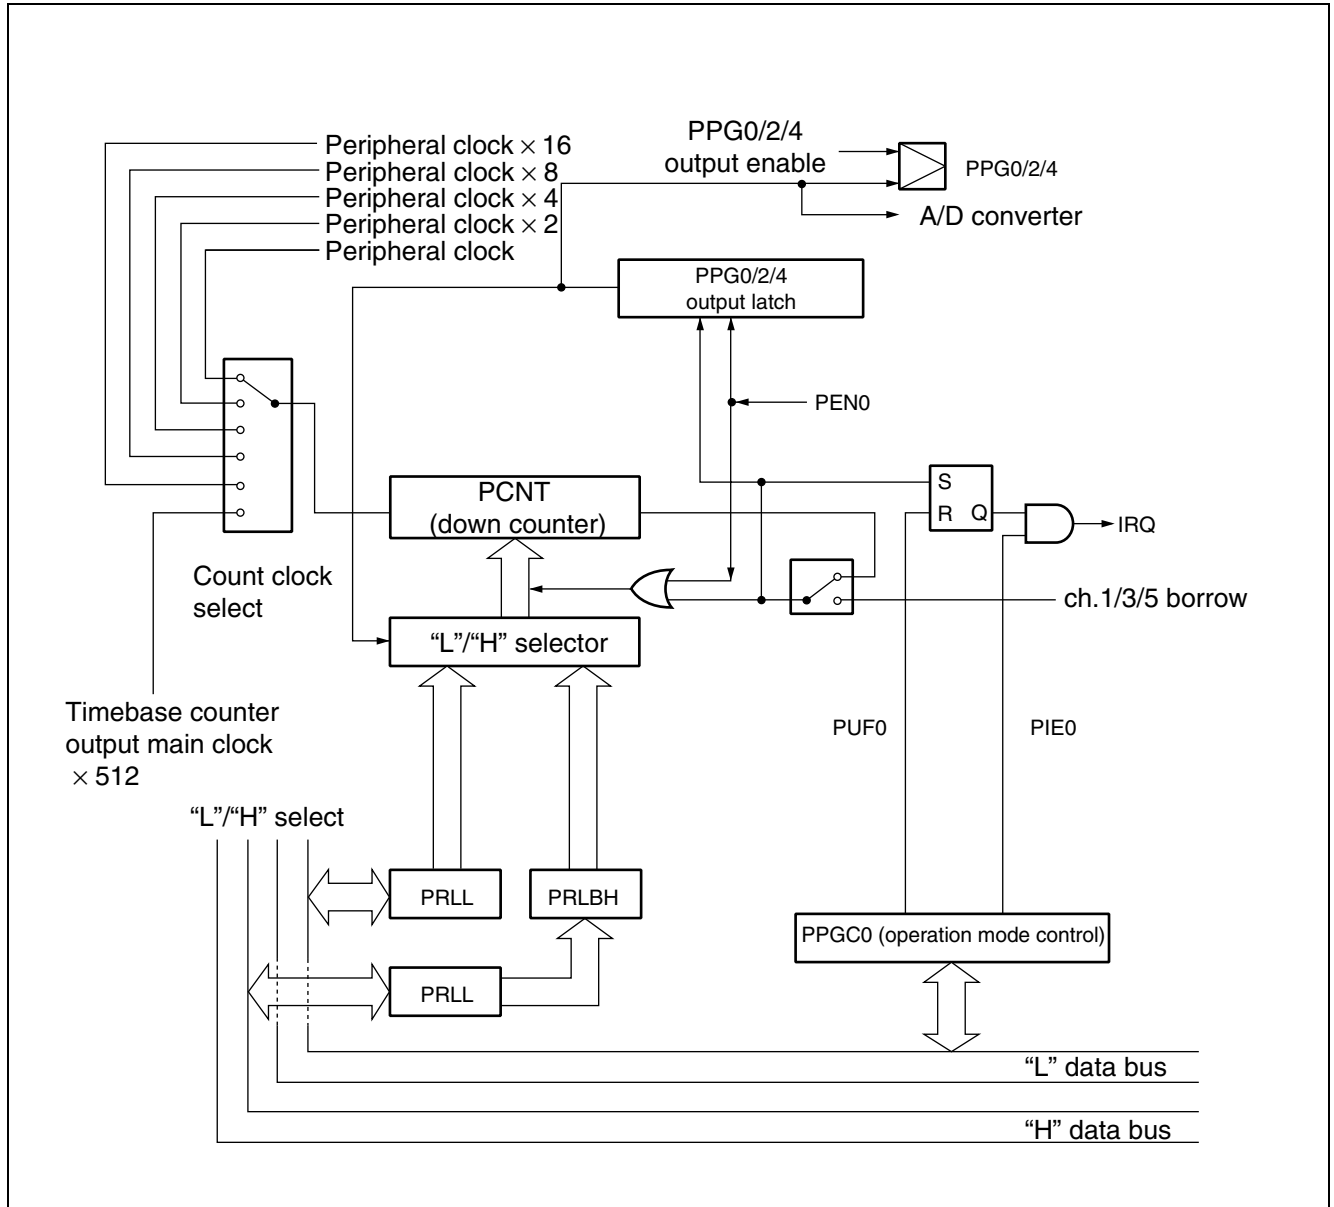 Peripheral clock × 16
Peripheral clock × 8
Peripheral clock × 4
Peripheral clock × 2
Peripheral clock
PPG0/2/4
output enable
PPG0/2/4
A/D converter
PPG0/2/4
output latch
PEN0
PCNT
(down counter)
S
R Q
IRQ
Count clock
select
ch.1/3/5 borrow
“L”/“H” selector
Timebase counter
output main clock
× 512
PUF0
PIE0
“L”/“H” select
PRLL
PRLBH
PPGC0 (operation mode control)
PRLL
“L” data bus
“H” data bus